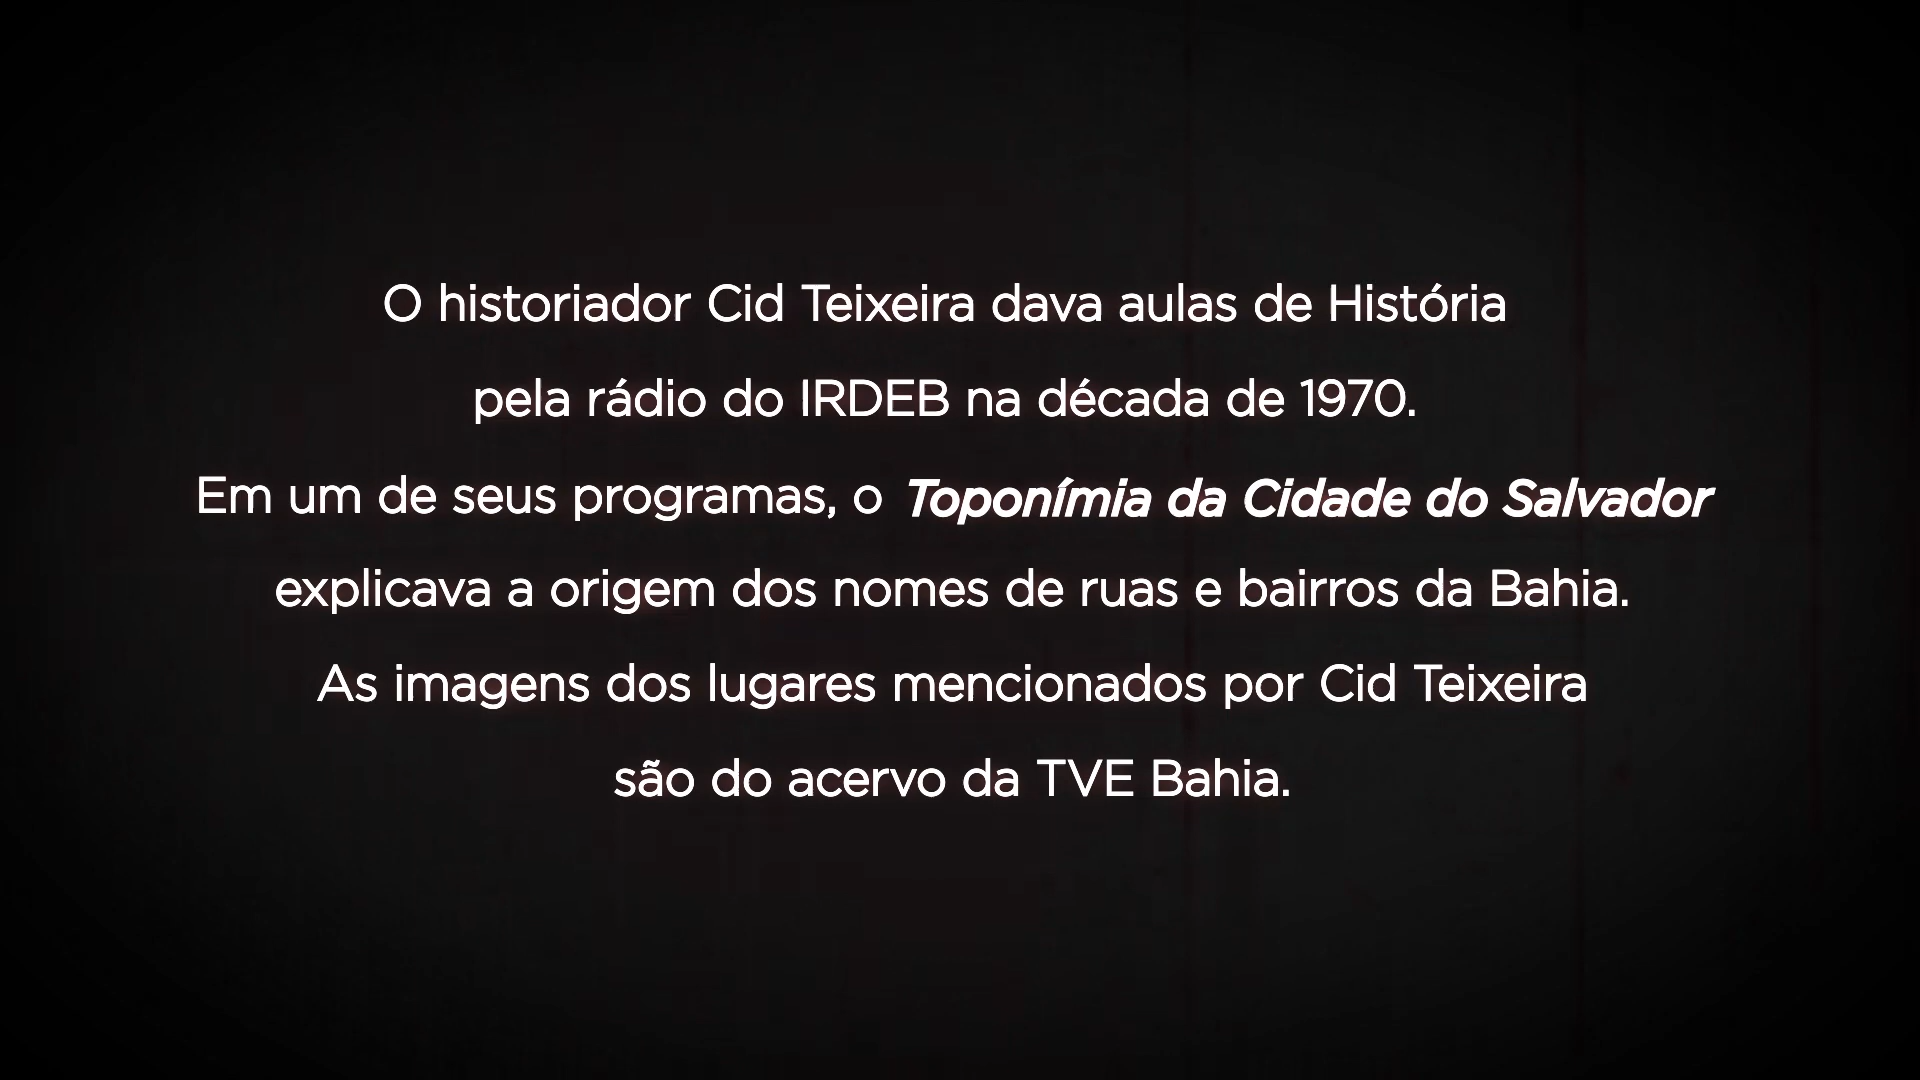 O historiador Cid Teixeira dava aulas de História
pela rádio do IRDEB na década de 1970.
Em um de seus programas, o Toponímia da Cidade do Salvador
explicava a origem dos nomes de ruas e bairros da Bahia.
As imagens dos lugares mencionados por Cid Teixeira
são do acervo da TVE Bahia.